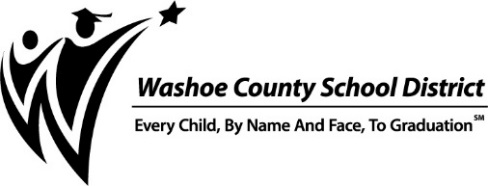 Washoe County School District
Every Child, By Name And Face, To Graduation℠